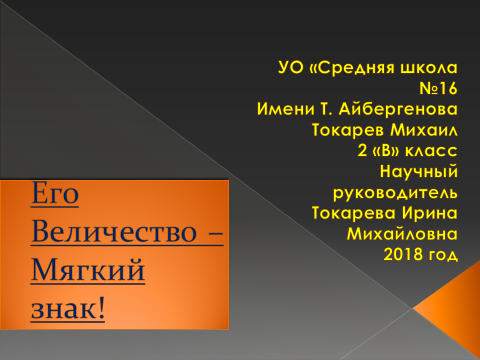 УО «Средняя школа
№16
Имени Т. Айбергенова
Токарев Михаил
2 «В» класс
Научный
руководитель
Токарева Ирина
Михайловна
2018 год
Его
Величество –
Мягкий
знак!